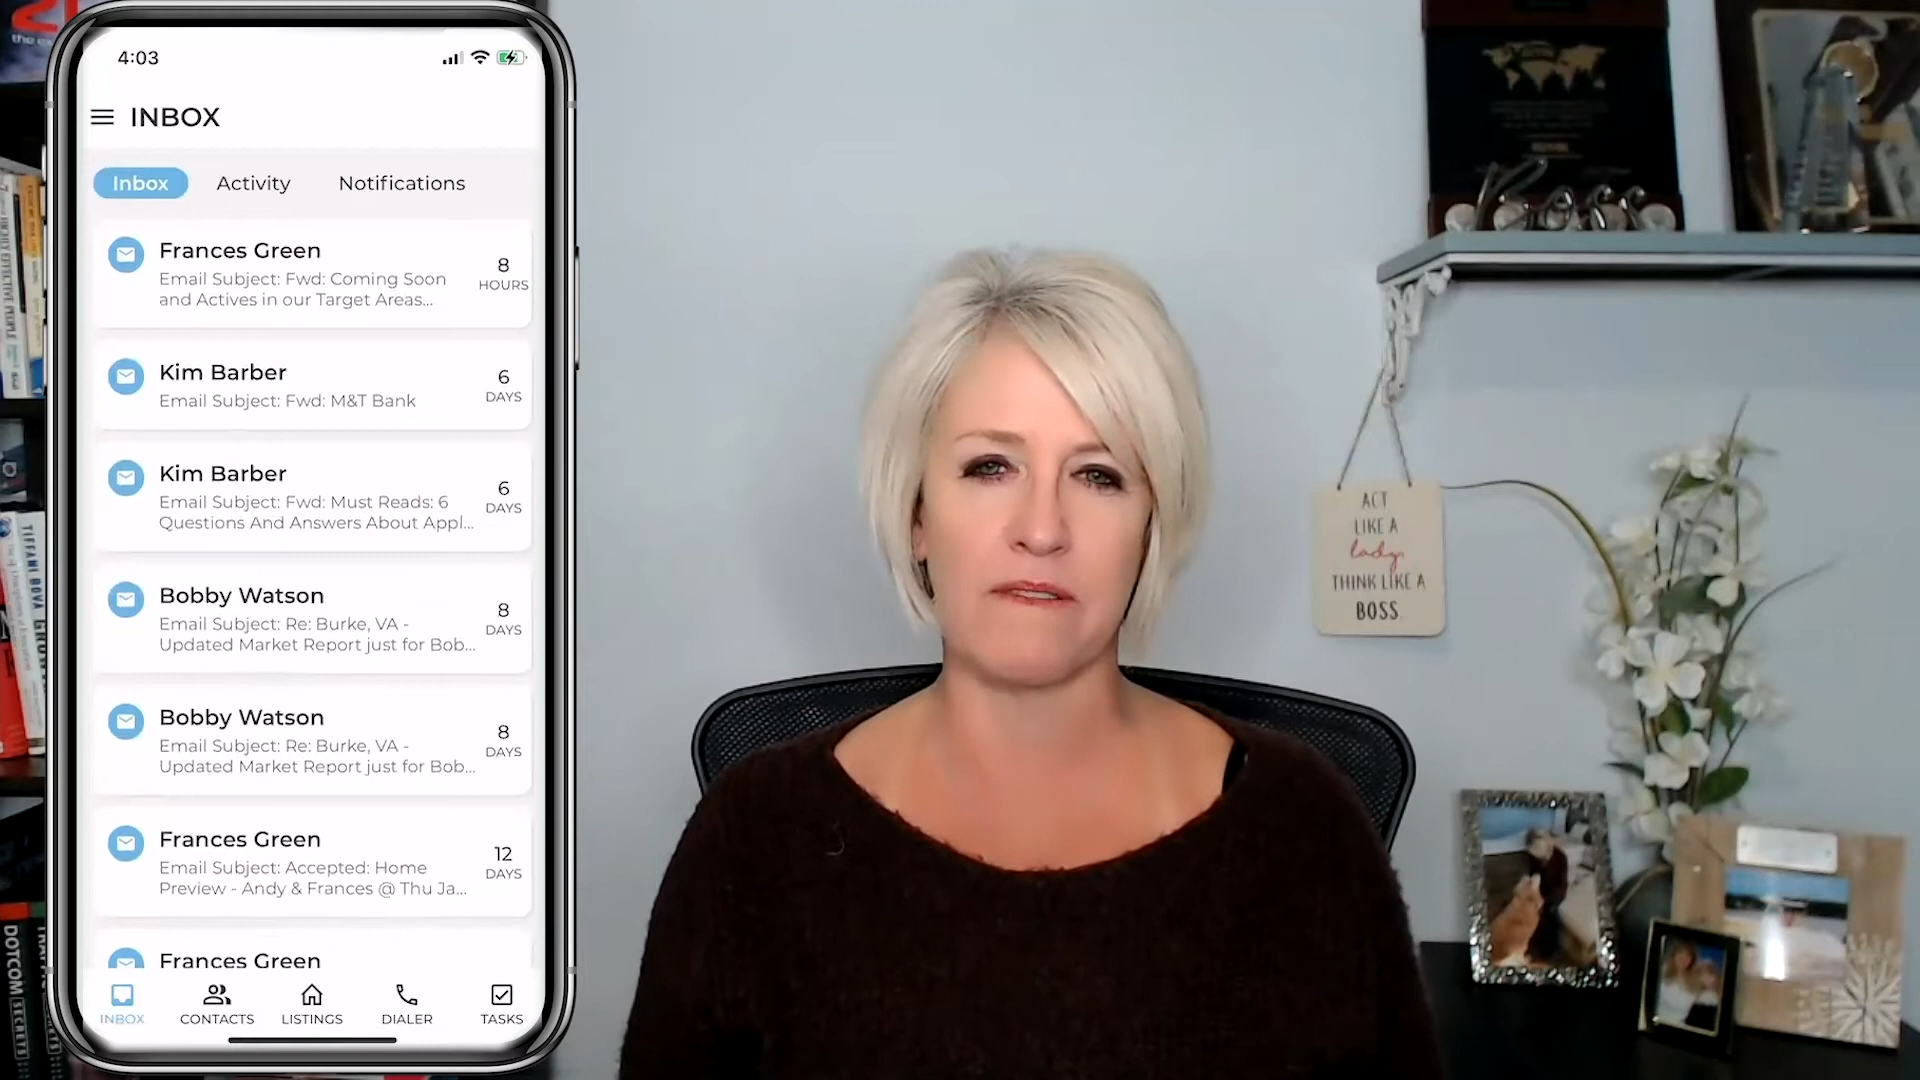 4:03
INBOX
Inbox
Activity
Notifications
Frances Green
Email Subject: Fwd: Coming Soon
and Actives in our Target Areas...
8
HOURS
Kim Barber
Email Subject: Fwd: M&T Bank
6
DAYS
Kim Barber
Email Subject: Fwd: Must Reads: 6
Questions And Answers About Appl...
6
DAYS
Bobby Watson
Email Subject: Re: Burke, VA -
Updated Market Report just for Bob...
8
DAYS
Bobby Watson
Email Subject: Re: Burke, VA -
Updated Market Report just for Bob...
8
DAYS
Frances Green
Email Subject: Accepted: Home
Preview - Andy & Frances @ Thu Ja...
12
DAYS
Frances Green
INBOX
CONTACTS
LISTINGS
DIALER
TASKS
ACT
LIKE A
lady
THINK LIKE A
BOSS.
21
TIFFANI BOVA
DOTCOM SECRETS